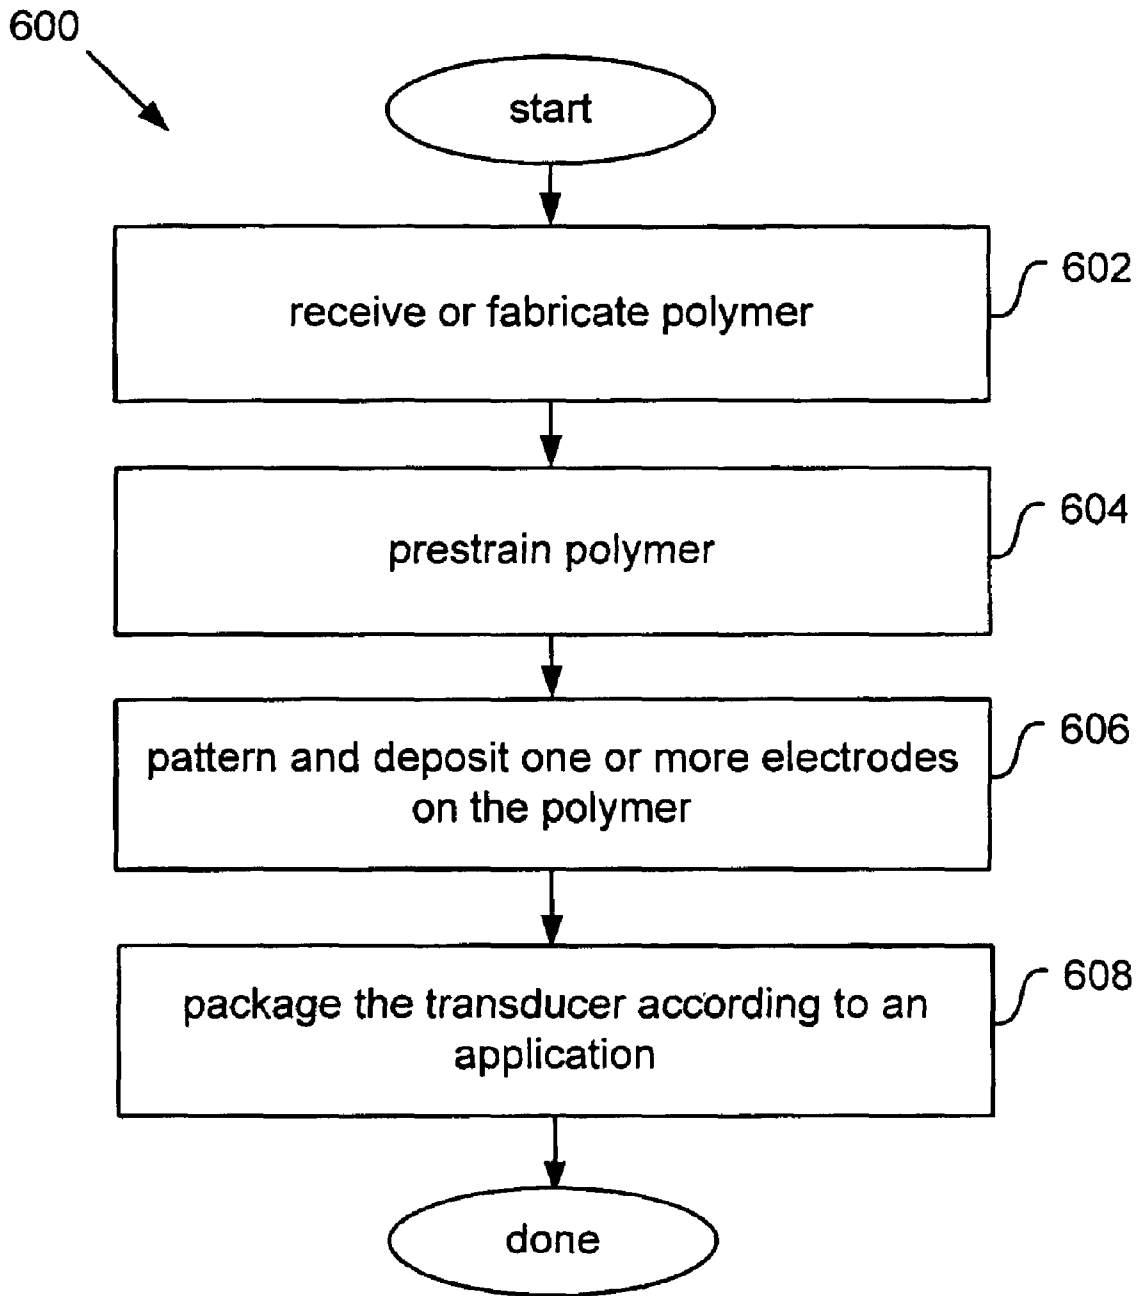 600
start
receive or fabricate polymer
602
prestrain polymer
604
pattern and deposit one or more electrodes
on the polymer
606
package the transducer according to an
application
608
done